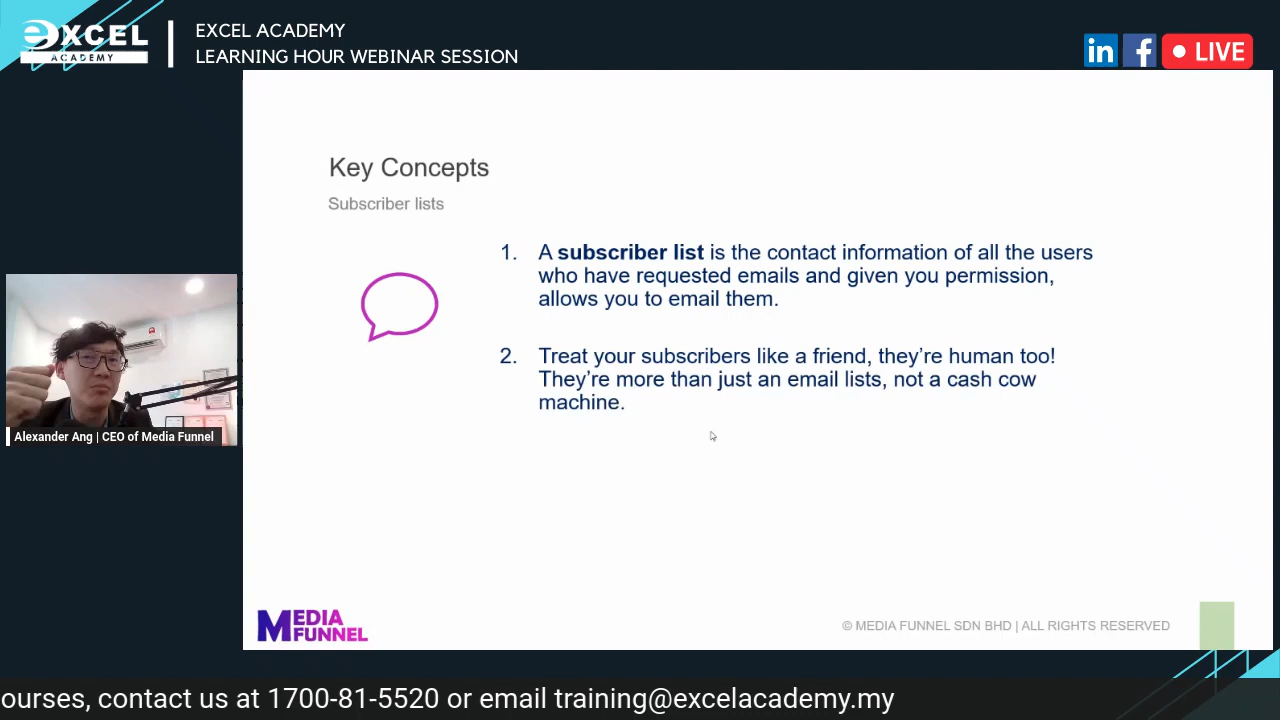 eXCEL
ACADEMY
EXCEL ACADEMY
LEARNING HOUR WEBINAR SESSION
in f LIVE
Key Concepts
Subscriber lists
1. A subscriber list is the contact information of all the users
who have requested emails and given you permission,
allows you to email them.
2. Treat your subscribers like a friend, they're human too!
They're more than just an email lists, not a cash cow
machine.
Alexander Ang | CEO of Media Funnel
MEDIA
FUNNEL
© MEDIA FUNNEL SDN BHD | ALL RIGHTS RESERVED
ourses, contact us at 1700-81-5520 or email training@excelacademy.my